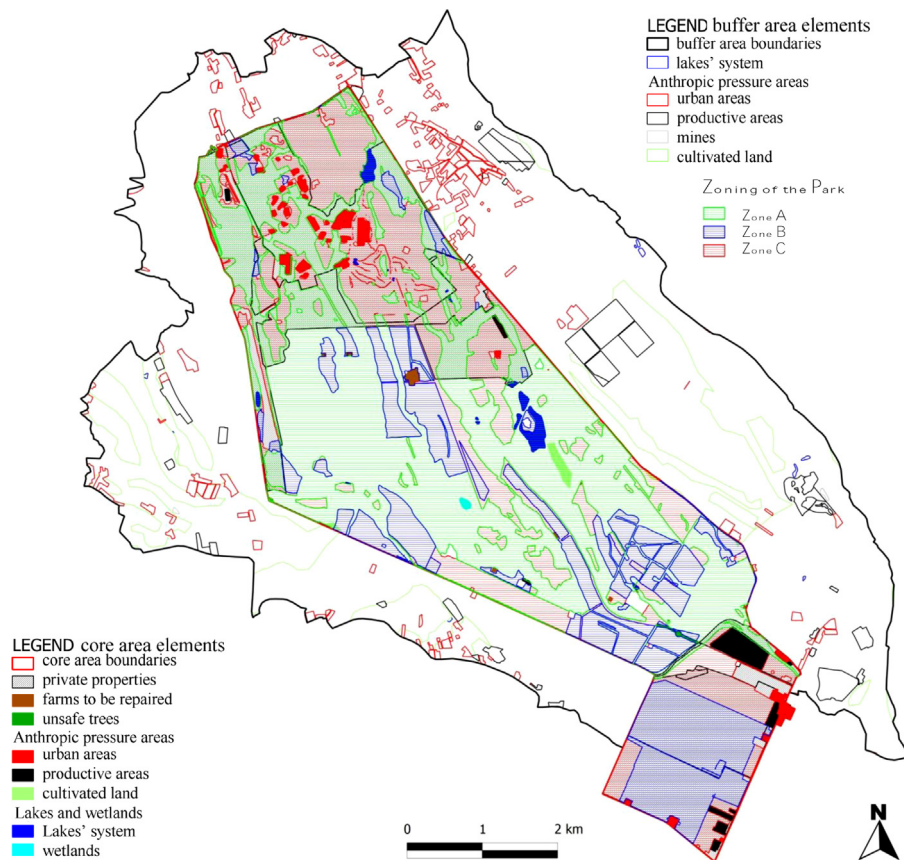 LEGEND buffer area elements
buffer area boundaries
lakes' system
Anthropic pressure areas
urban areas
productive areas
mines
cultivated land
Zoning of the Park
Zone A
Zone B
Zone C
LEGEND core area elements
core area boundaries
private properties
farms to be repaired
unsafe trees
Anthropic pressure areas
urban areas
productive areas
cultivated land
Lakes and wetlands
Lakes' system
wetlands
0 1 2 km
N